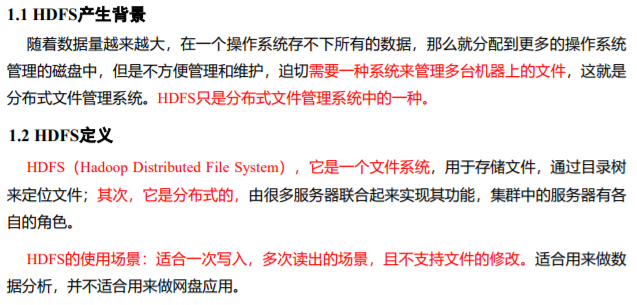 1.1 HDFS产生背景
随着数据量越来越大，在一个操作系统存不下所有的数据，那么就分配到更多的操作系统
管理的磁盘中，但是不方便管理和维护，迫切需要一种系统来管理多台机器上的文件，这就是
分布式文件管理系统。HDFS只是分布式文件管理系统中的一种。
1.2 HDFS定义
HDFS（Hadoop Distributed File System），它是一个文件系统，用于存储文件，通过目录树
来定位文件；其次，它是分布式的，由很多服务器联合起来实现其功能，集群中的服务器有各
自的角色。
HDFS的使用场景：适合一次写入，多次读出的场景，且不支持文件的修改。适合用来做数
据分析，并不适合用来做网盘应用。